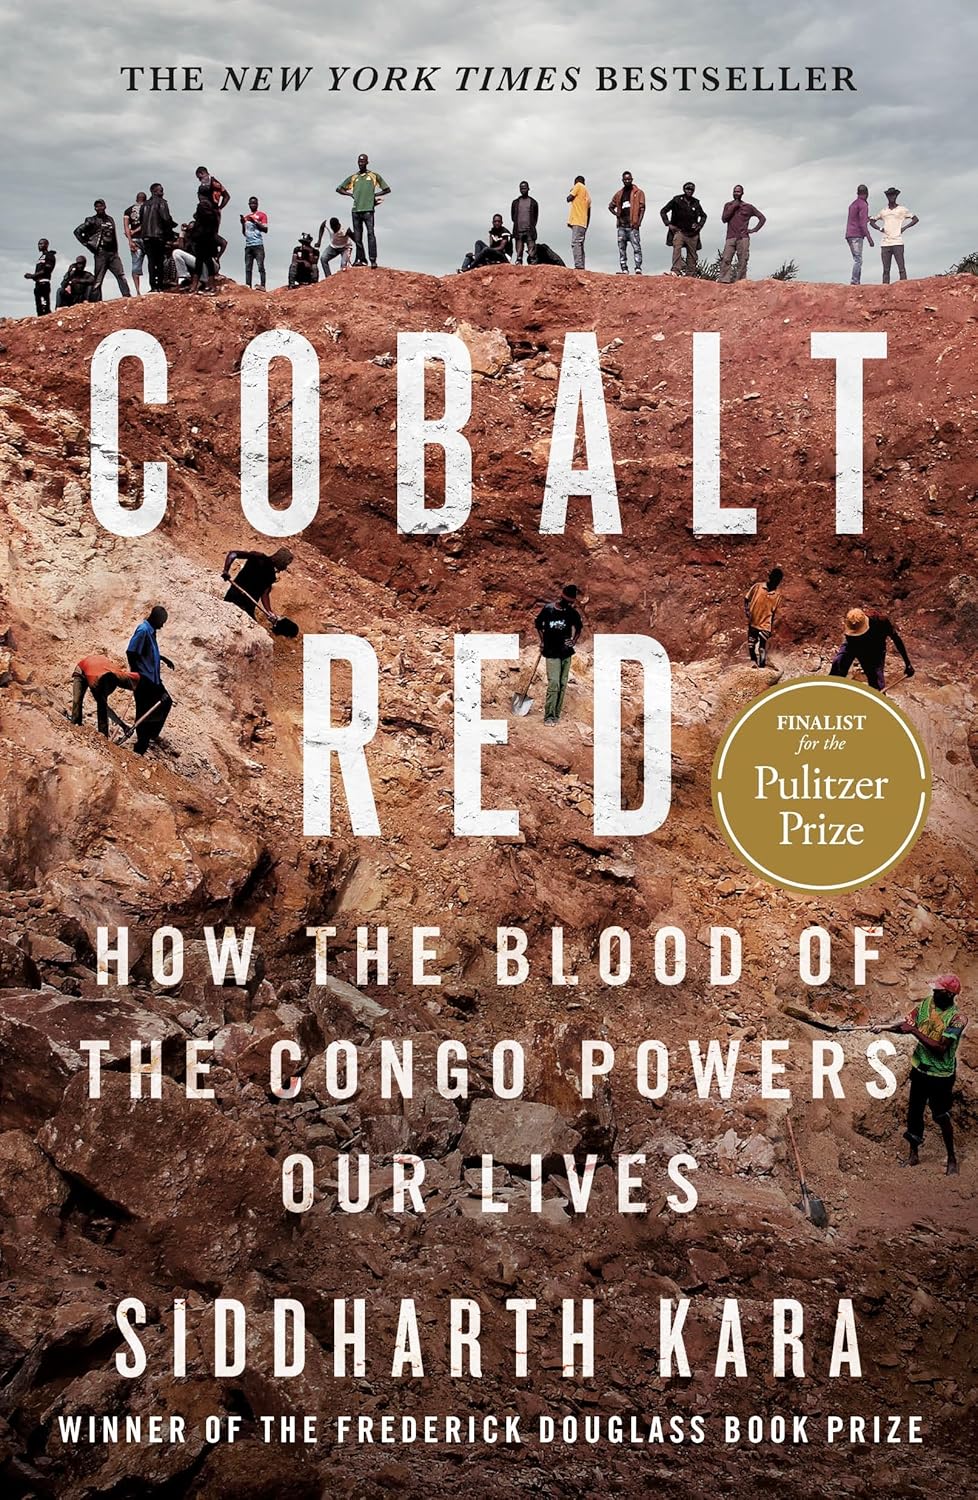 THE NEW YORK TIMES BESTSELLER
COBALT
RED
FINALIST
for the
Pulitzer
Prize
HOW THE BLOOD OF
THE CONGO POWERS
OUR LIVES
SIDDHARTH KARA
WINNER OF THE FREDERICK DOUGLASS BOOK PRIZE